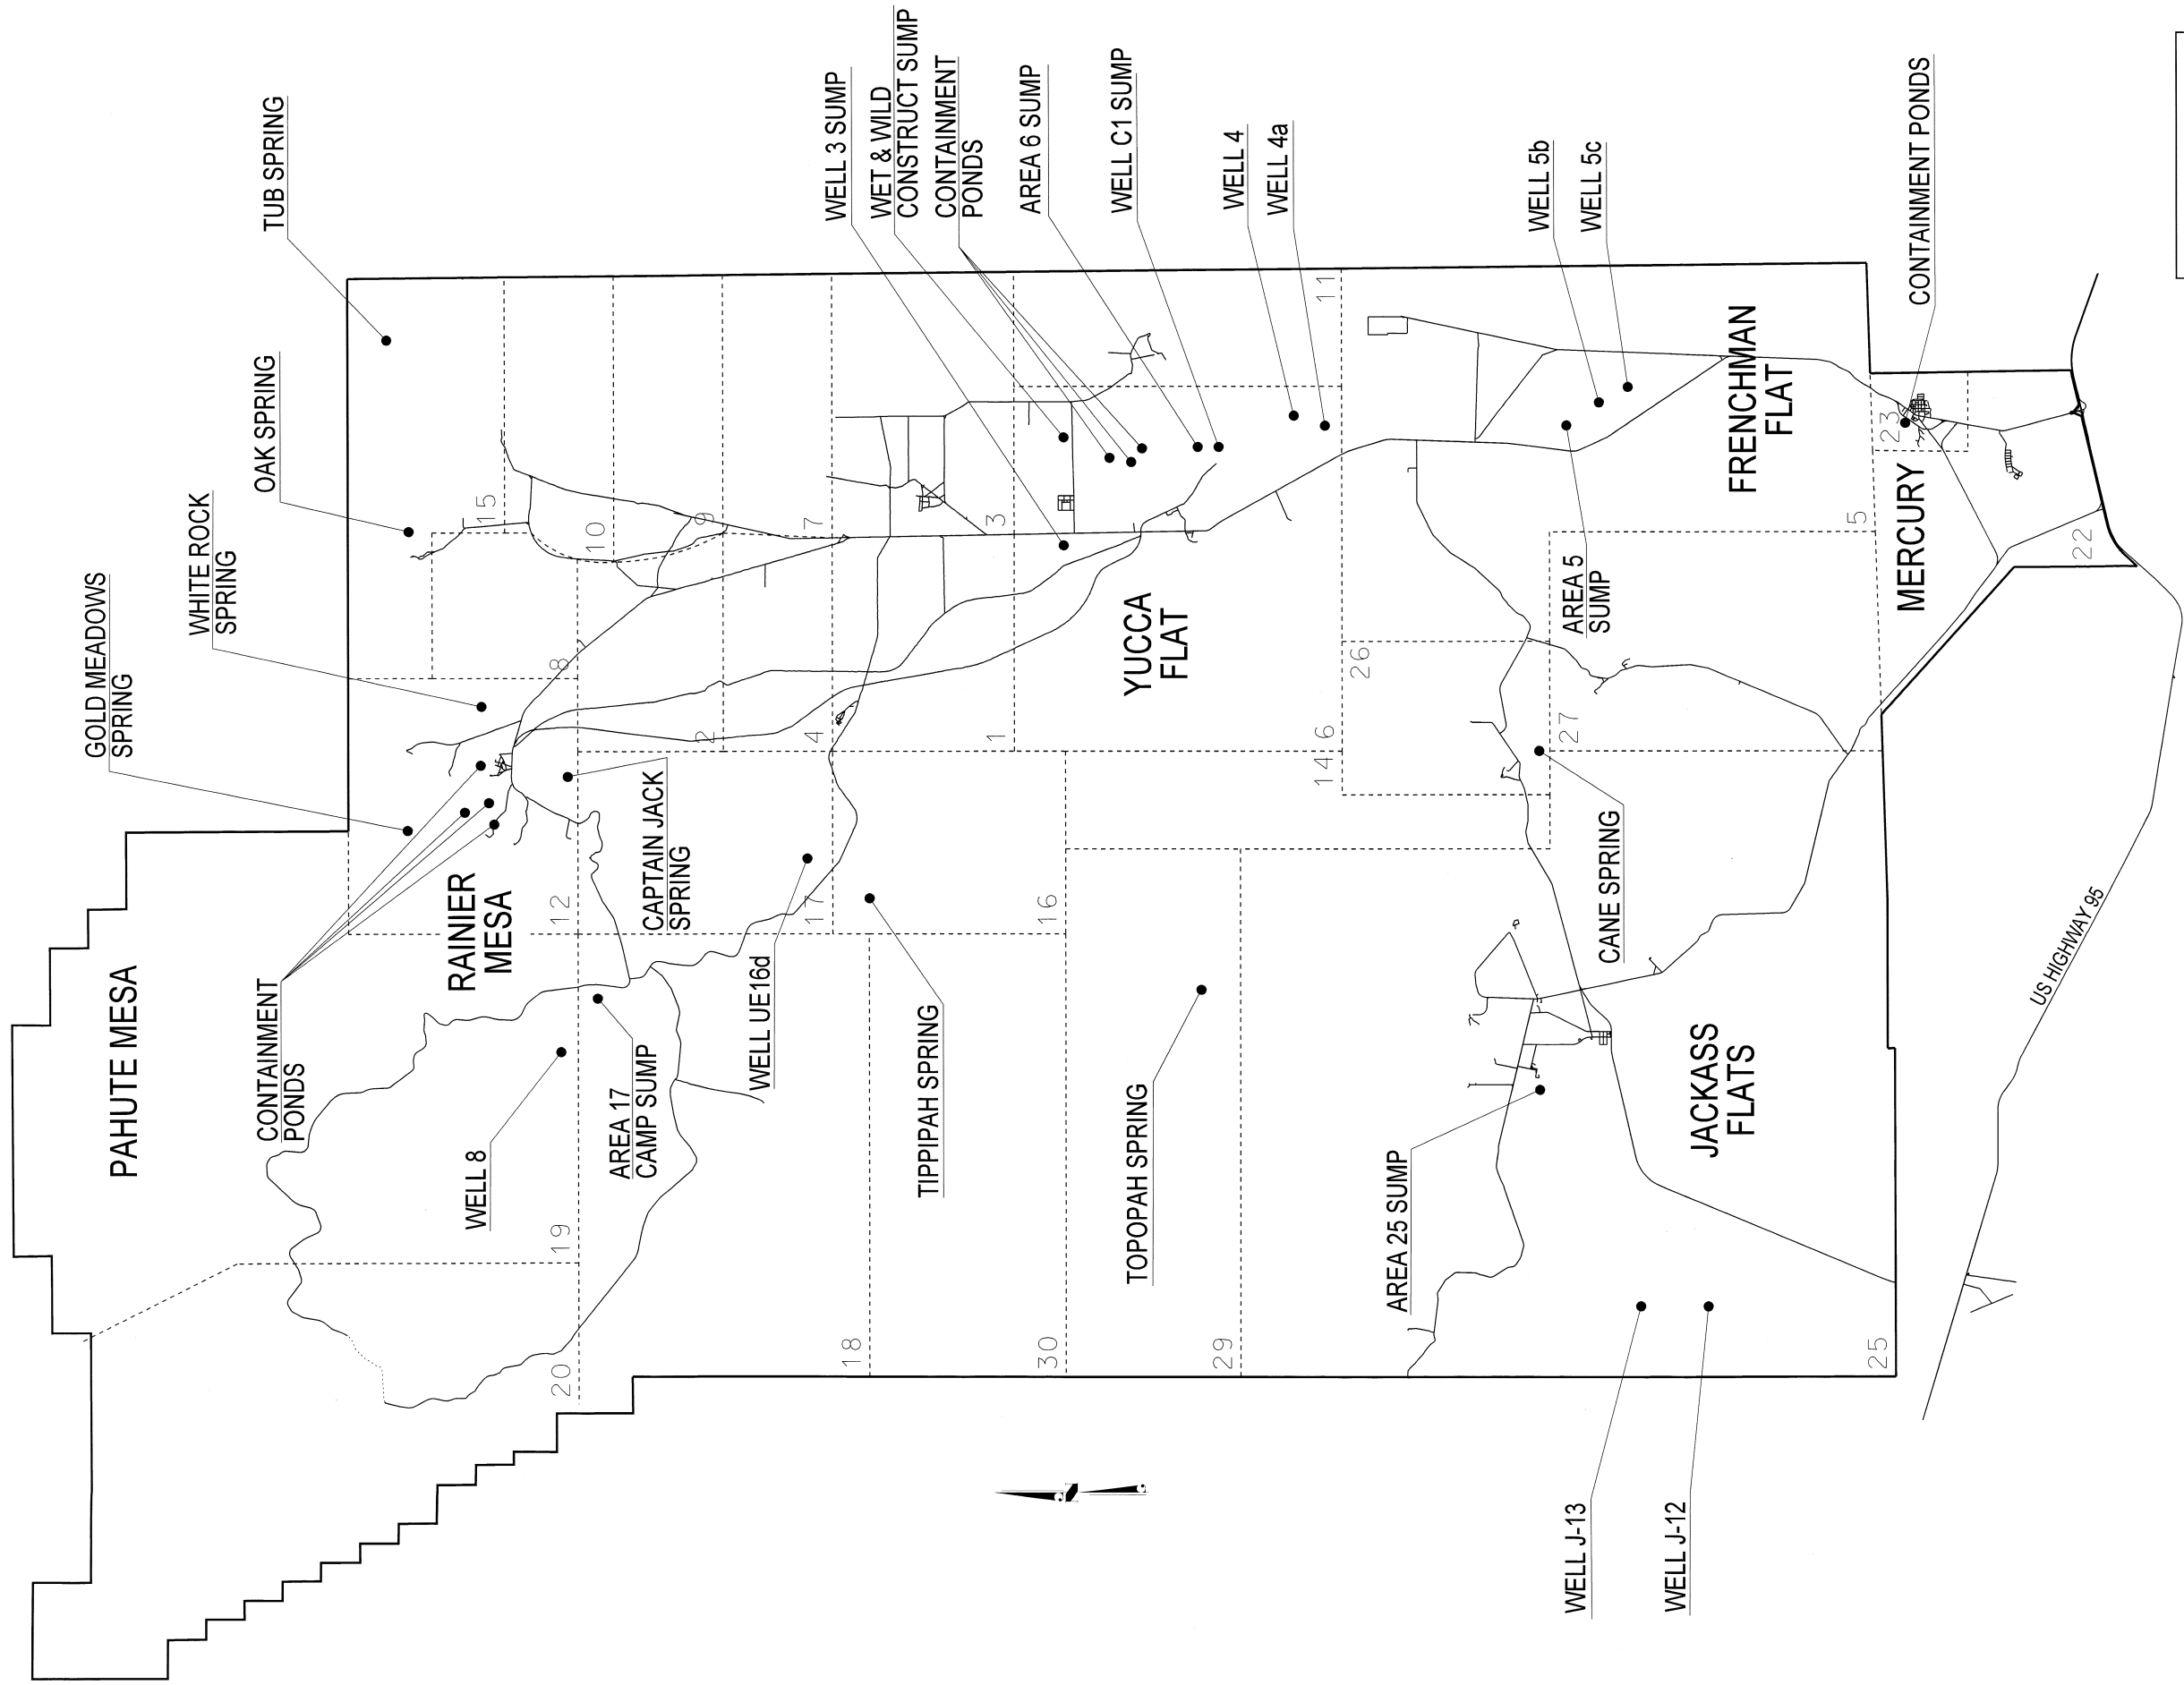 PAHUTE MESA
GOLD MEADOWS
SPRING
WHITE ROCK
SPRING
OAK SPRING
TUB SPRING
CONTAINMENT
PONDS
RAINIER
MESA
WELL 8
AREA 17
CAMP SUMP
CAPTAIN JACK
SPRING
WELL UE16d
TIPPIPAH SPRING
TOPOPAH SPRING
WELL 3 SUMP
WET & WILD
CONSTRUCT SUMP
CONTAINMENT
PONDS
AREA 6 SUMP
WELL C1 SUMP
WELL 4
WELL 4a
YUCCA
FLAT
WELL 5b
WELL 5c
AREA 5
SUMP
CANE SPRING
AREA 25 SUMP
WELL J-13
WELL J-12
JACKASS
FLATS
FRENCHMAN
FLAT
MERCURY
CONTAINMENT PONDS
US HIGHWAY 95
20
19
12
8
15
10
9
2
7
4
17
18
3
1
16
30
29
11
6
14
26
27
5
23
22
25